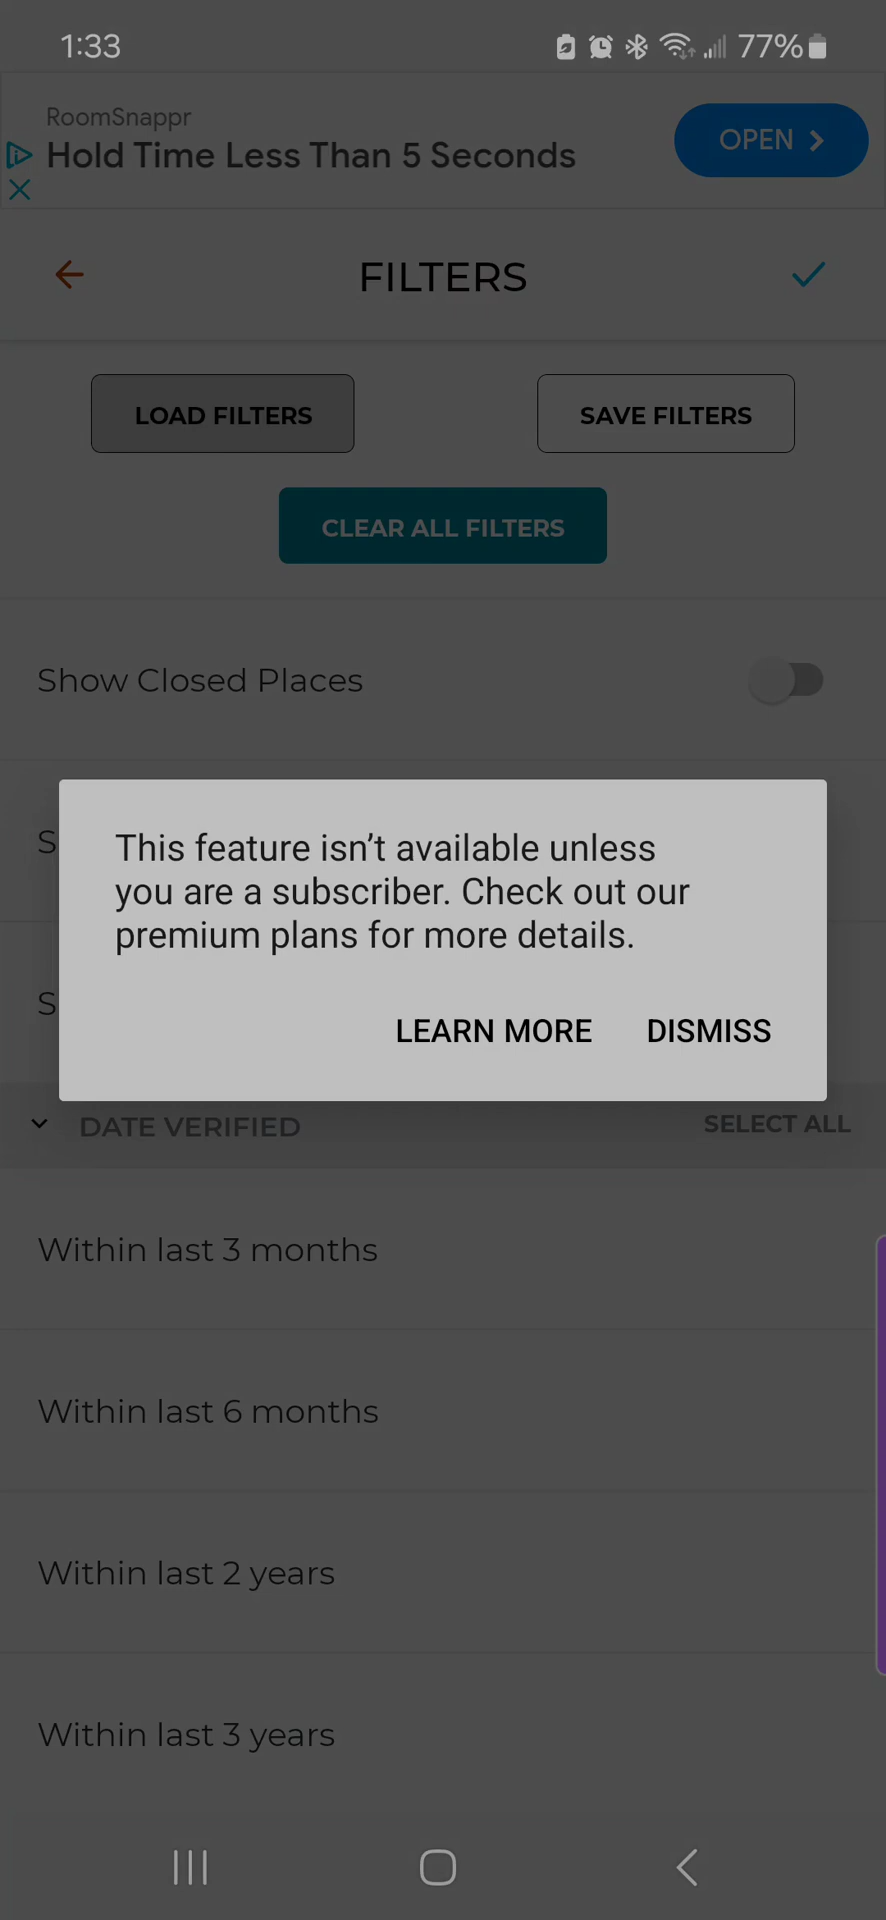 1:33
77%
RoomSnappr
Hold Time Less Than 5 Seconds
OPEN
FILTERS
LOAD FILTERS
SAVE FILTERS
CLEAR ALL FILTERS
Show Closed Places
S
This feature isn’t available unless
you are a subscriber. Check out our
premium plans for more details.
S
LEARN MORE DISMISS
DATE VERIFIED
SELECT ALL
Within last 3 months
Within last 6 months
Within last 2 years
Within last 3 years